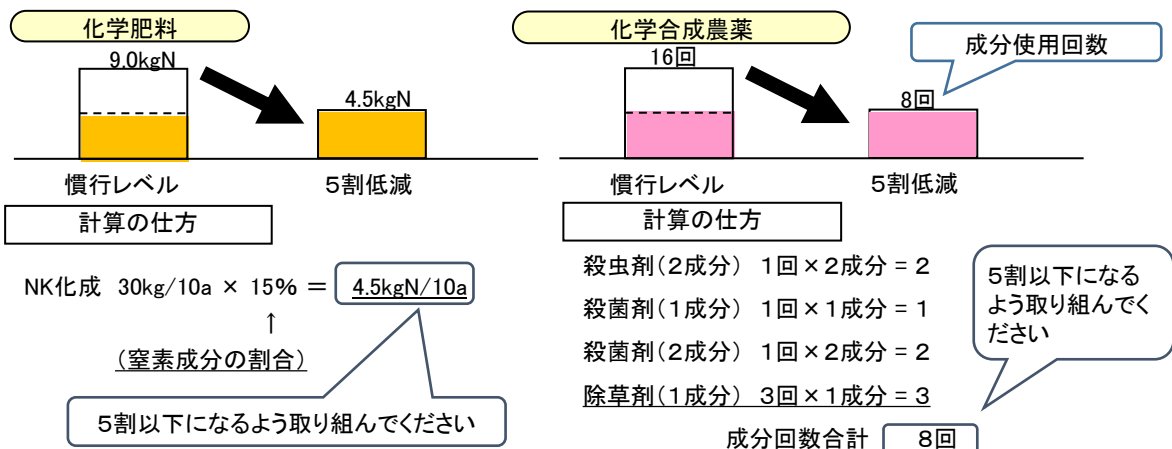 化学肥料
9.0kgN
4.5kgN
慣行レベル
5割低減
計算の仕方
NK化成 30kg/10a × 15% = 4.5kgN/10a
↑
(窒素成分の割合)
5割以下になるよう取り組んでください
化学合成農薬
16回
成分使用回数
8回
慣行レベル
5割低減
計算の仕方
殺虫剤(2成分) 1回×2成分 = 2
殺菌剤(1成分) 1回×1成分 = 1
殺菌剤(2成分) 1回×2成分 = 2
除草剤(1成分) 3回×1成分 = 3
成分回数合計 8回
5割以下になる
よう取り組んでく
ださい